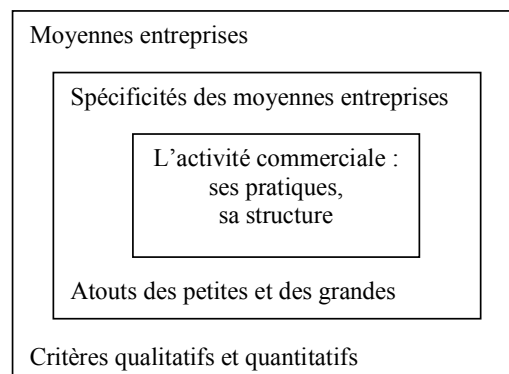 Moyennes entreprises
Spécificités des moyennes entreprises
L’activité commerciale :
ses pratiques,
sa structure
Atouts des petites et des grandes
Critères qualitatifs et quantitatifs